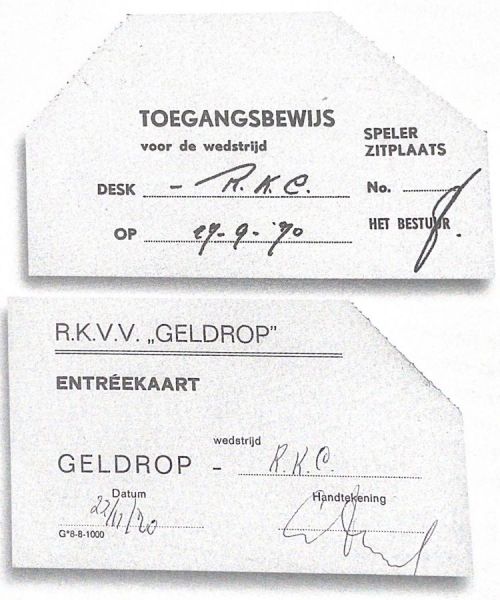 TOEGANGSBEWIJS
voor de wedstrijd
SPELER
ZITPLAATS
DESK - R.K.C. No.
OP 27-9-'70 HET BESTUUR
R.K.V.V. „GELDROP”
ENTRÉEKAART
wedstrijd
GELDROP - R.K.C.
Datum Handtekening
22/11/70
G*8-8-1000